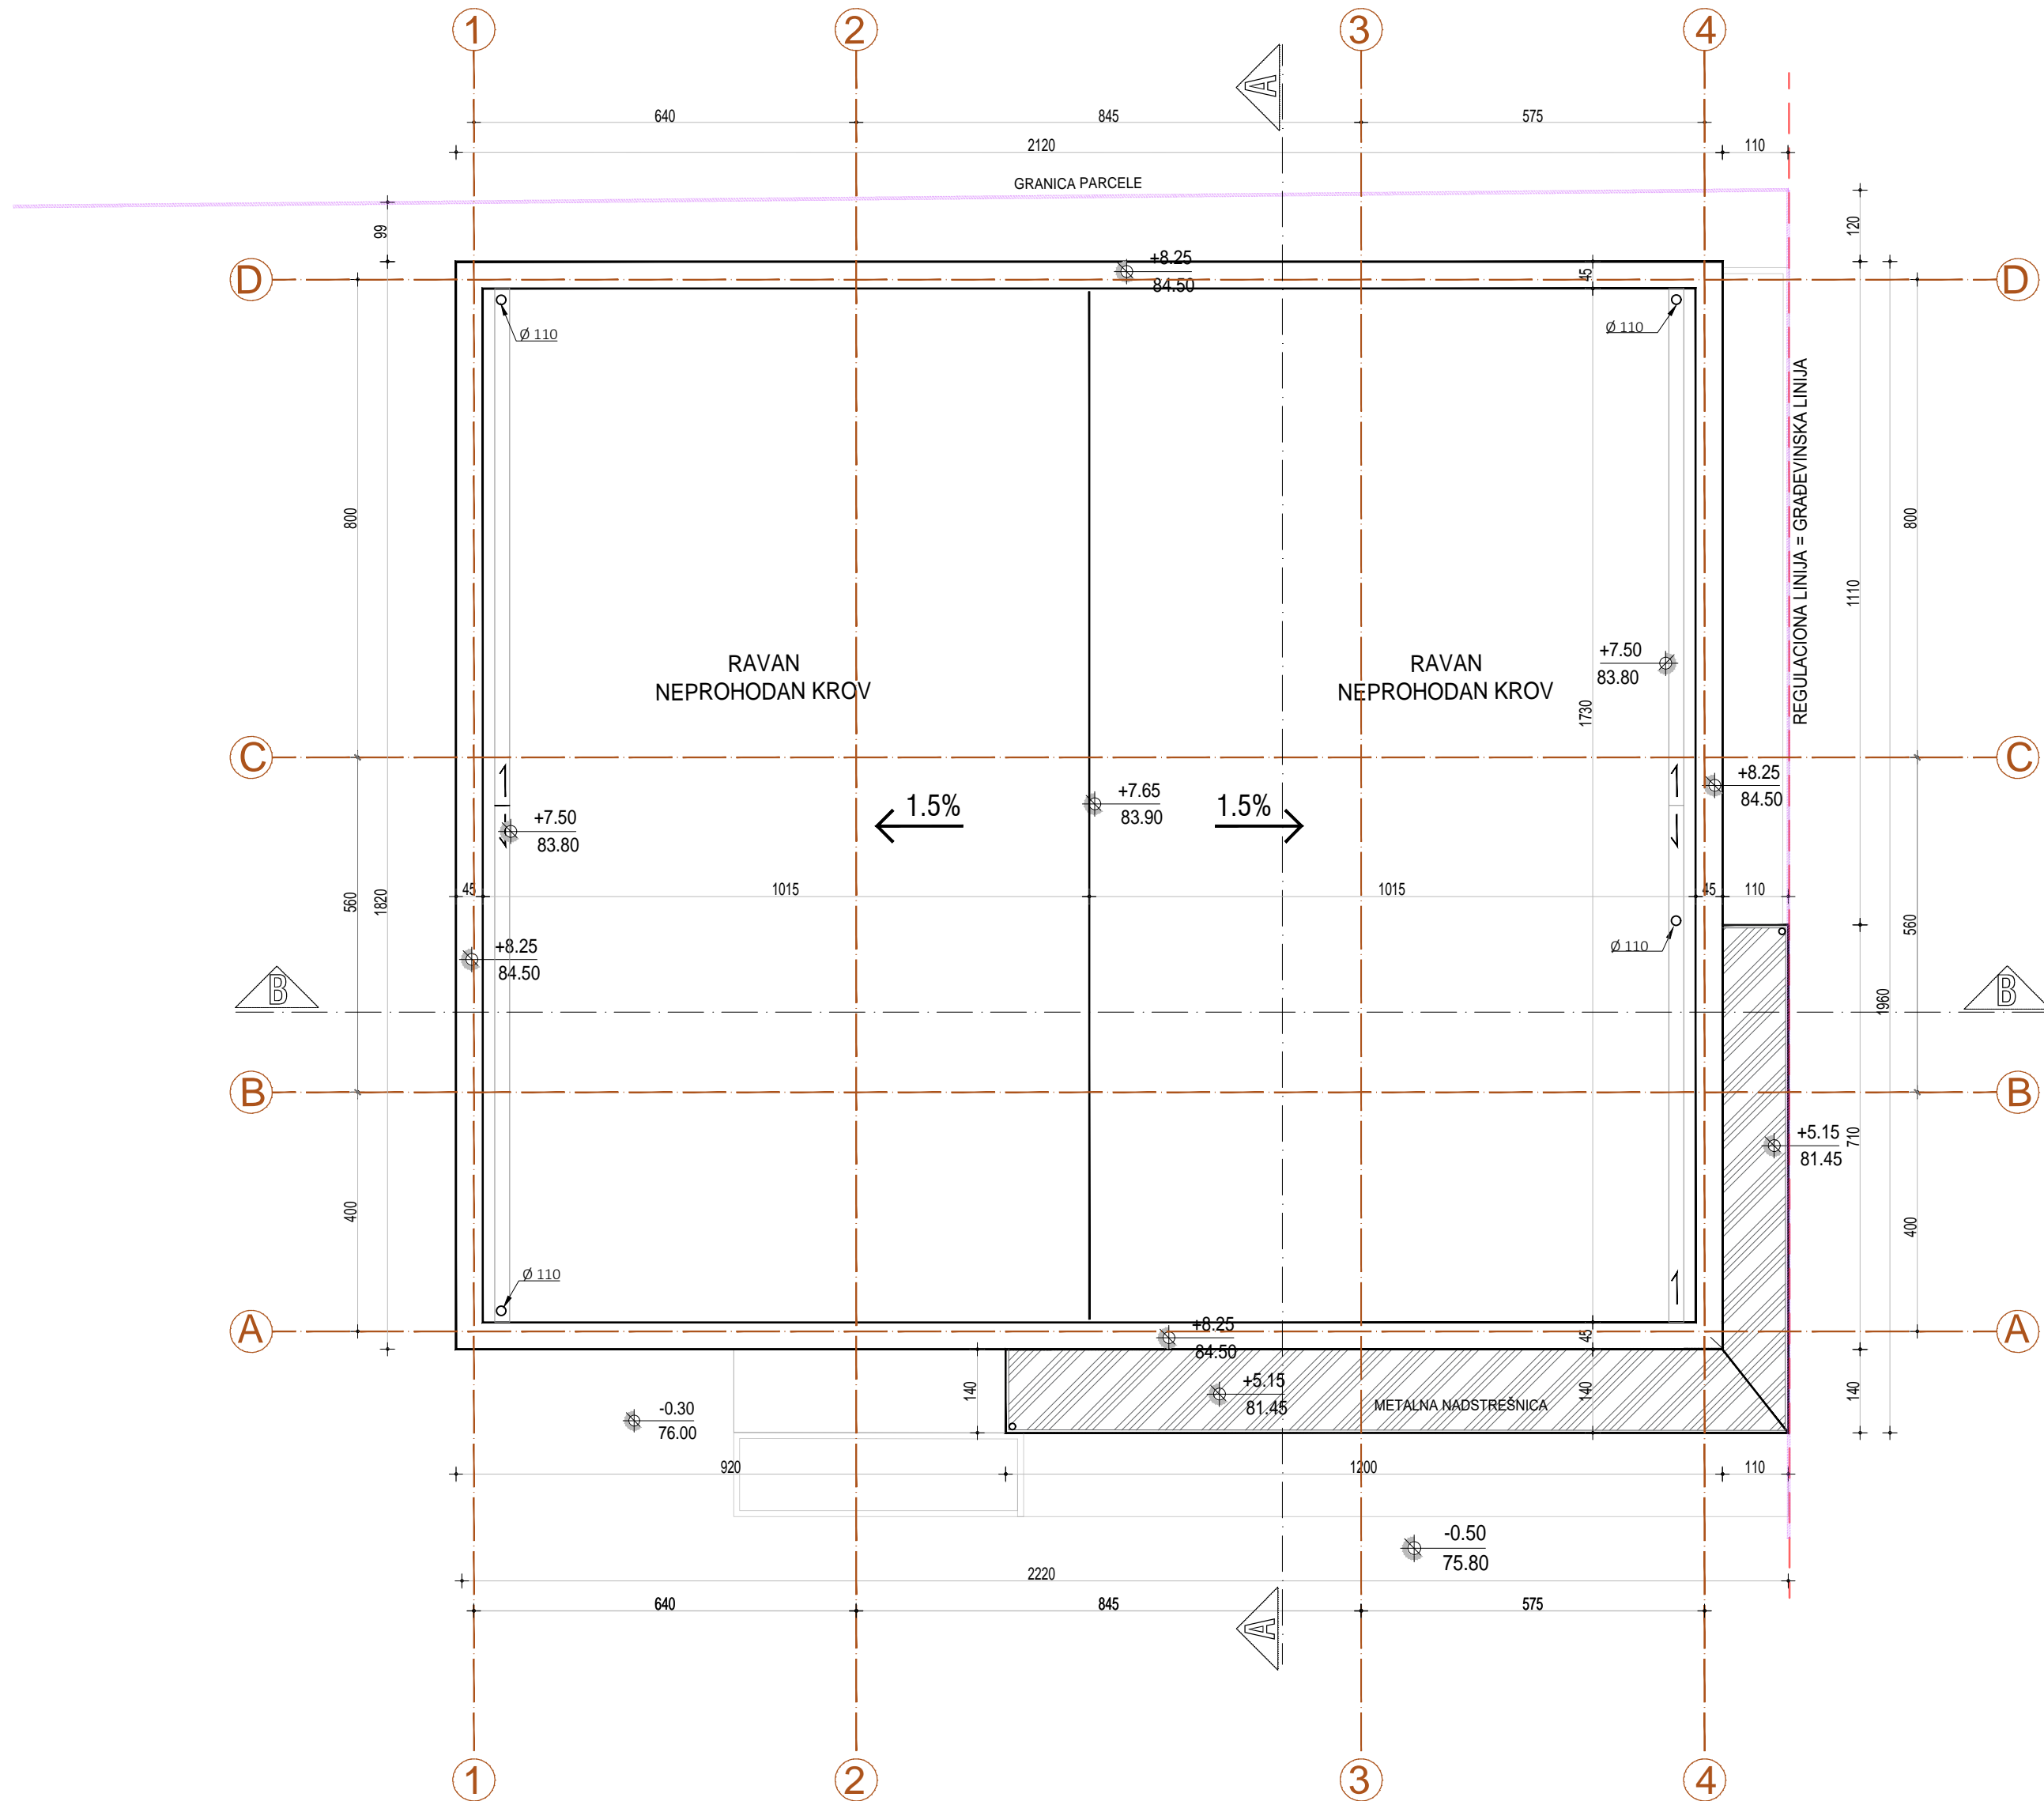 1 2 3 4
A
640 845 575
2120 110
GRANICA PARCELE
99
120
D D
+8.25
84.50
45
Ø 110
Ø 110
REGULACIONA LINIJA = GRAĐEVINSKA LINIJA
800
800
1110
RAVAN
NEPROHODAN KROV
RAVAN
NEPROHODAN KROV
+7.50
83.80
1730
C C
+8.25
84.50
+7.65
83.90
1.5%
1.5%
+7.50
83.80
45 1015 1015 45 110
560
1820
560
+8.25
84.50
Ø 110
B B
1960
B B
+5.15
81.45
710
400
400
Ø 110
A A
+8.25
84.50
45
140
+5.15
81.45
METALNA NADSTREŠNICA
140
140
-0.30
76.00
920 1200 110
-0.50
75.80
2220
640 845 575
A
1 2 3 4